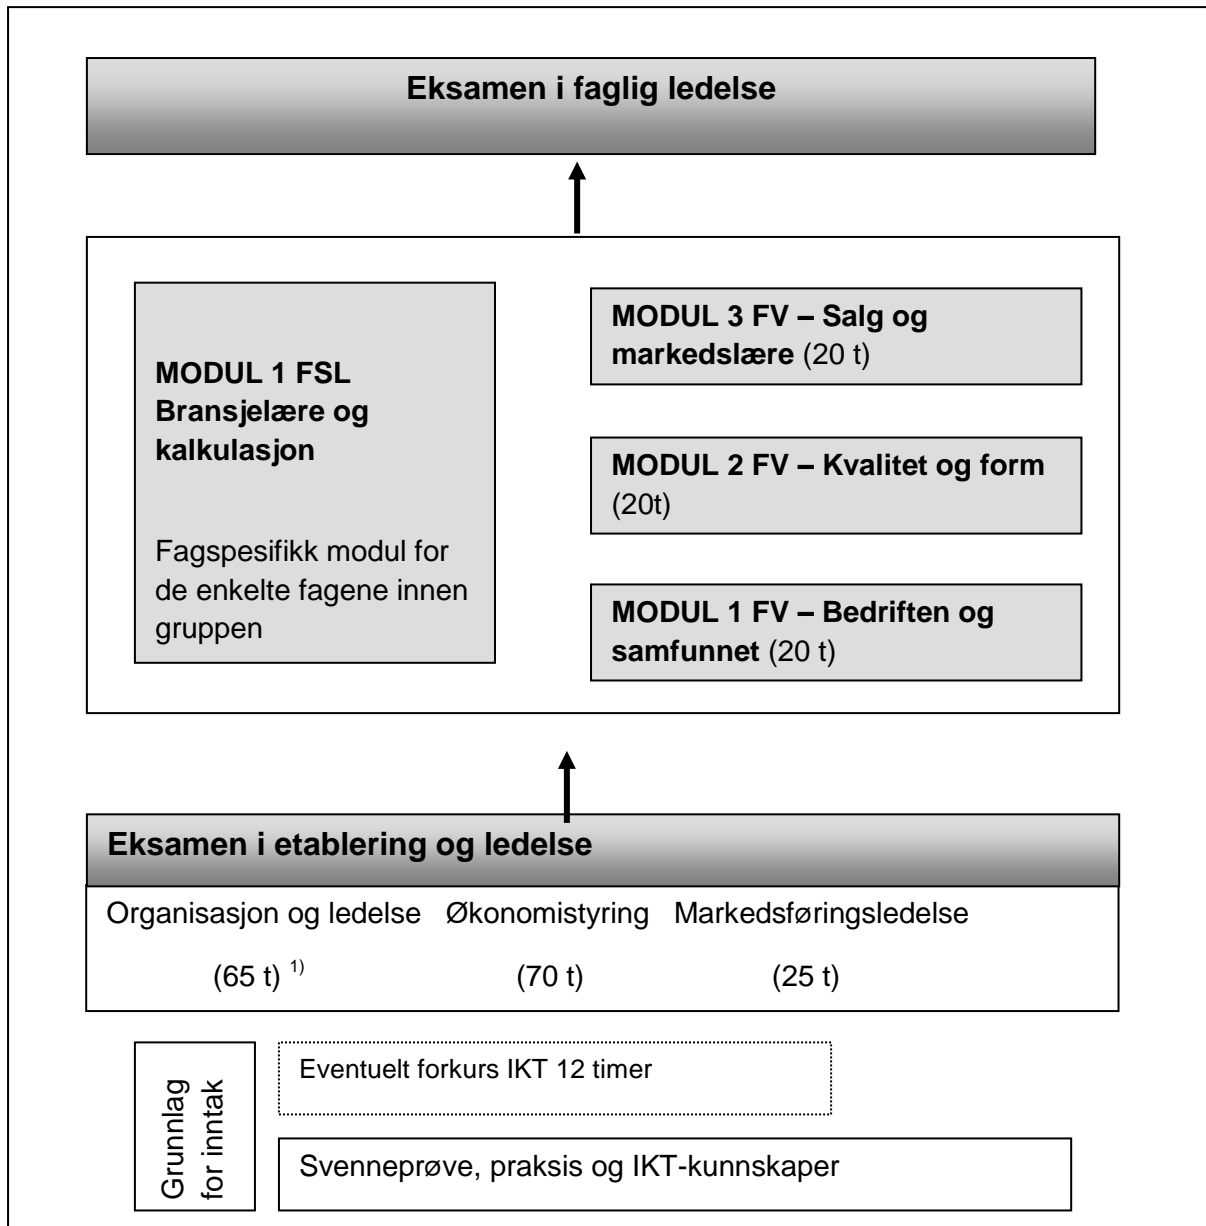 Eksamen i faglig ledelse
MODUL 1 FSL
Bransjelære og
kalkulasjon
Fagspesifikk modul for
de enkelte fagene innen
gruppen
MODUL 3 FV – Salg og
markedslære (20 t)
MODUL 2 FV – Kvalitet og form
(20t)
MODUL 1 FV – Bedriften og
samfunnet (20 t)
Eksamen i etablering og ledelse
Organisasjon og ledelse Økonomistyring Markedsføringsledelse
(65 t) 1) (70 t) (25 t)
Grunnlag
for inntak
Eventuelt forkurs IKT 12 timer
Svenneprøve, praksis og IKT-kunnskaper